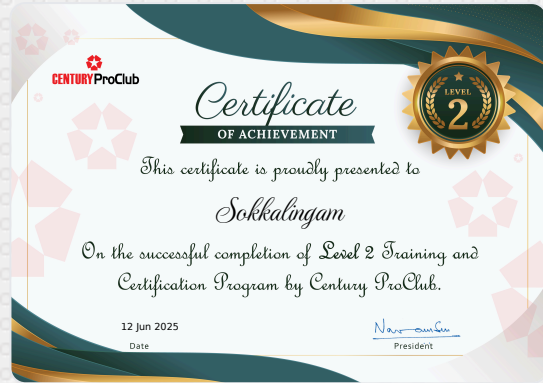 CENTURY ProClub
LEVEL
2
Certificate
OF ACHIEVEMENT
This certificate is proudly presented to
Sokkalingam
On the successful completion of Level 2 Training and
Certification Program by Century ProClub.
12 Jun 2025
Date
President